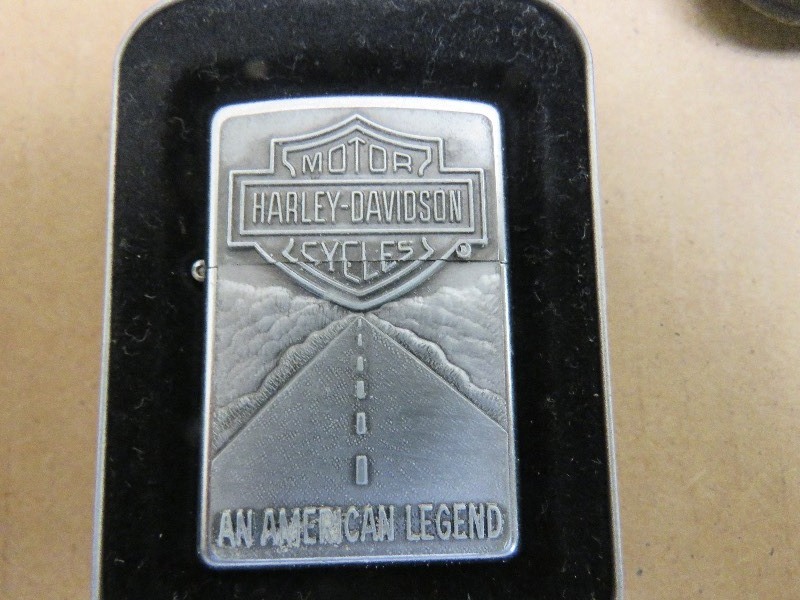 MOTOR
HARLEY-DAVIDSON
CYCLES ®
AN AMERICAN LEGEND